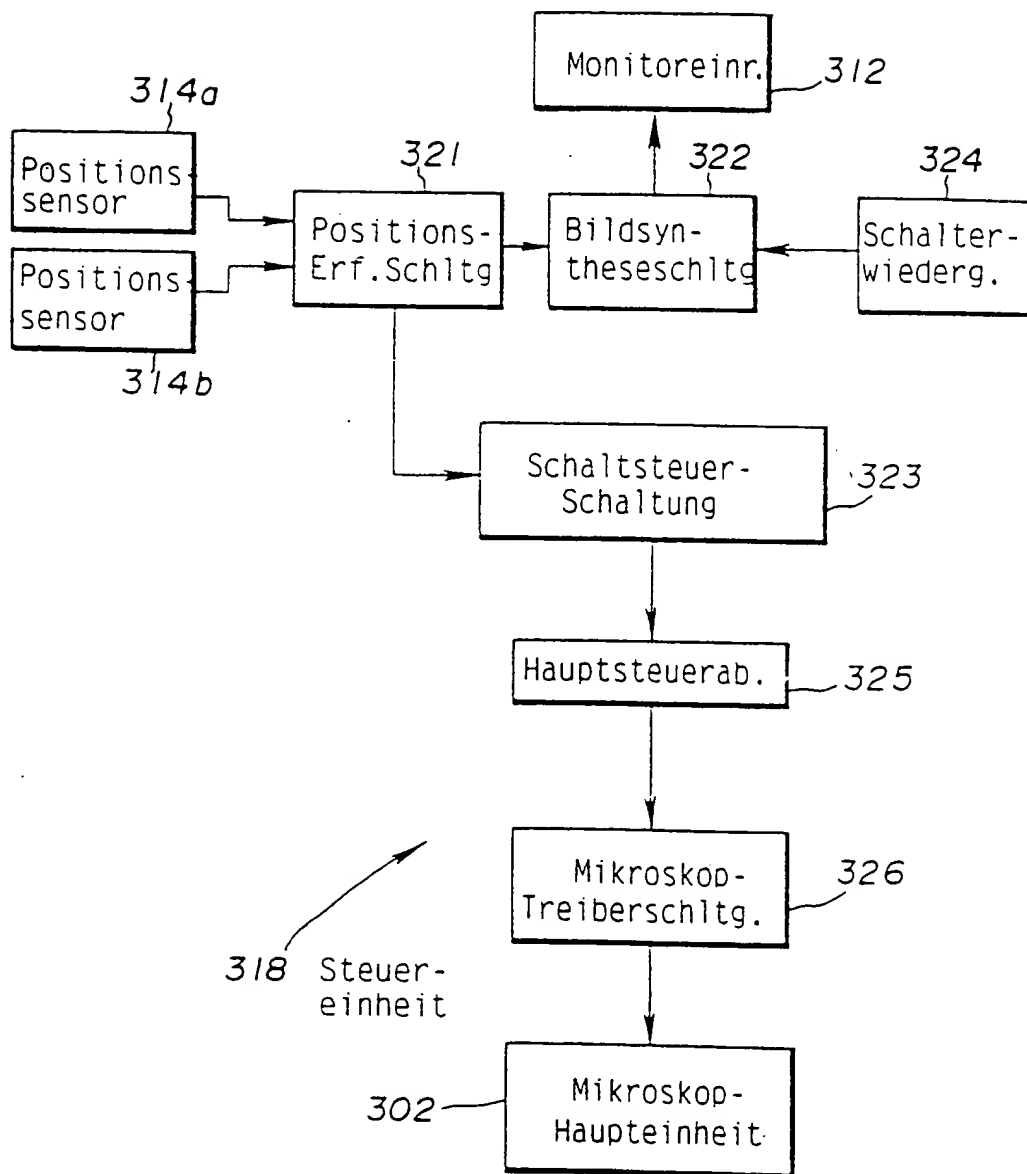 Monitoreinr.
312
314a
Positions-
sensor
321
322
324
Positions-
Erf.Schltg
Bildsyn-
theseschltg
Schalter-
wiederg.
Positions-
sensor
314b
Schaltsteuer-
Schaltung
323
Hauptsteuerab.
325
Mikroskop-
Treiberschltg.
326
318 Steuer-
einheit
302
Mikroskop-
Haupteinheit